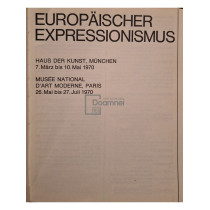 EUROPÄISCHER
EXPRESSIONISMUS
HAUS DER KUNST, MÜNCHEN
7. März bis 10. Mai 1970
MUSÉE NATIONAL
D'ART MODERNE, PARIS
26. Mai bis 27. Juli 1970